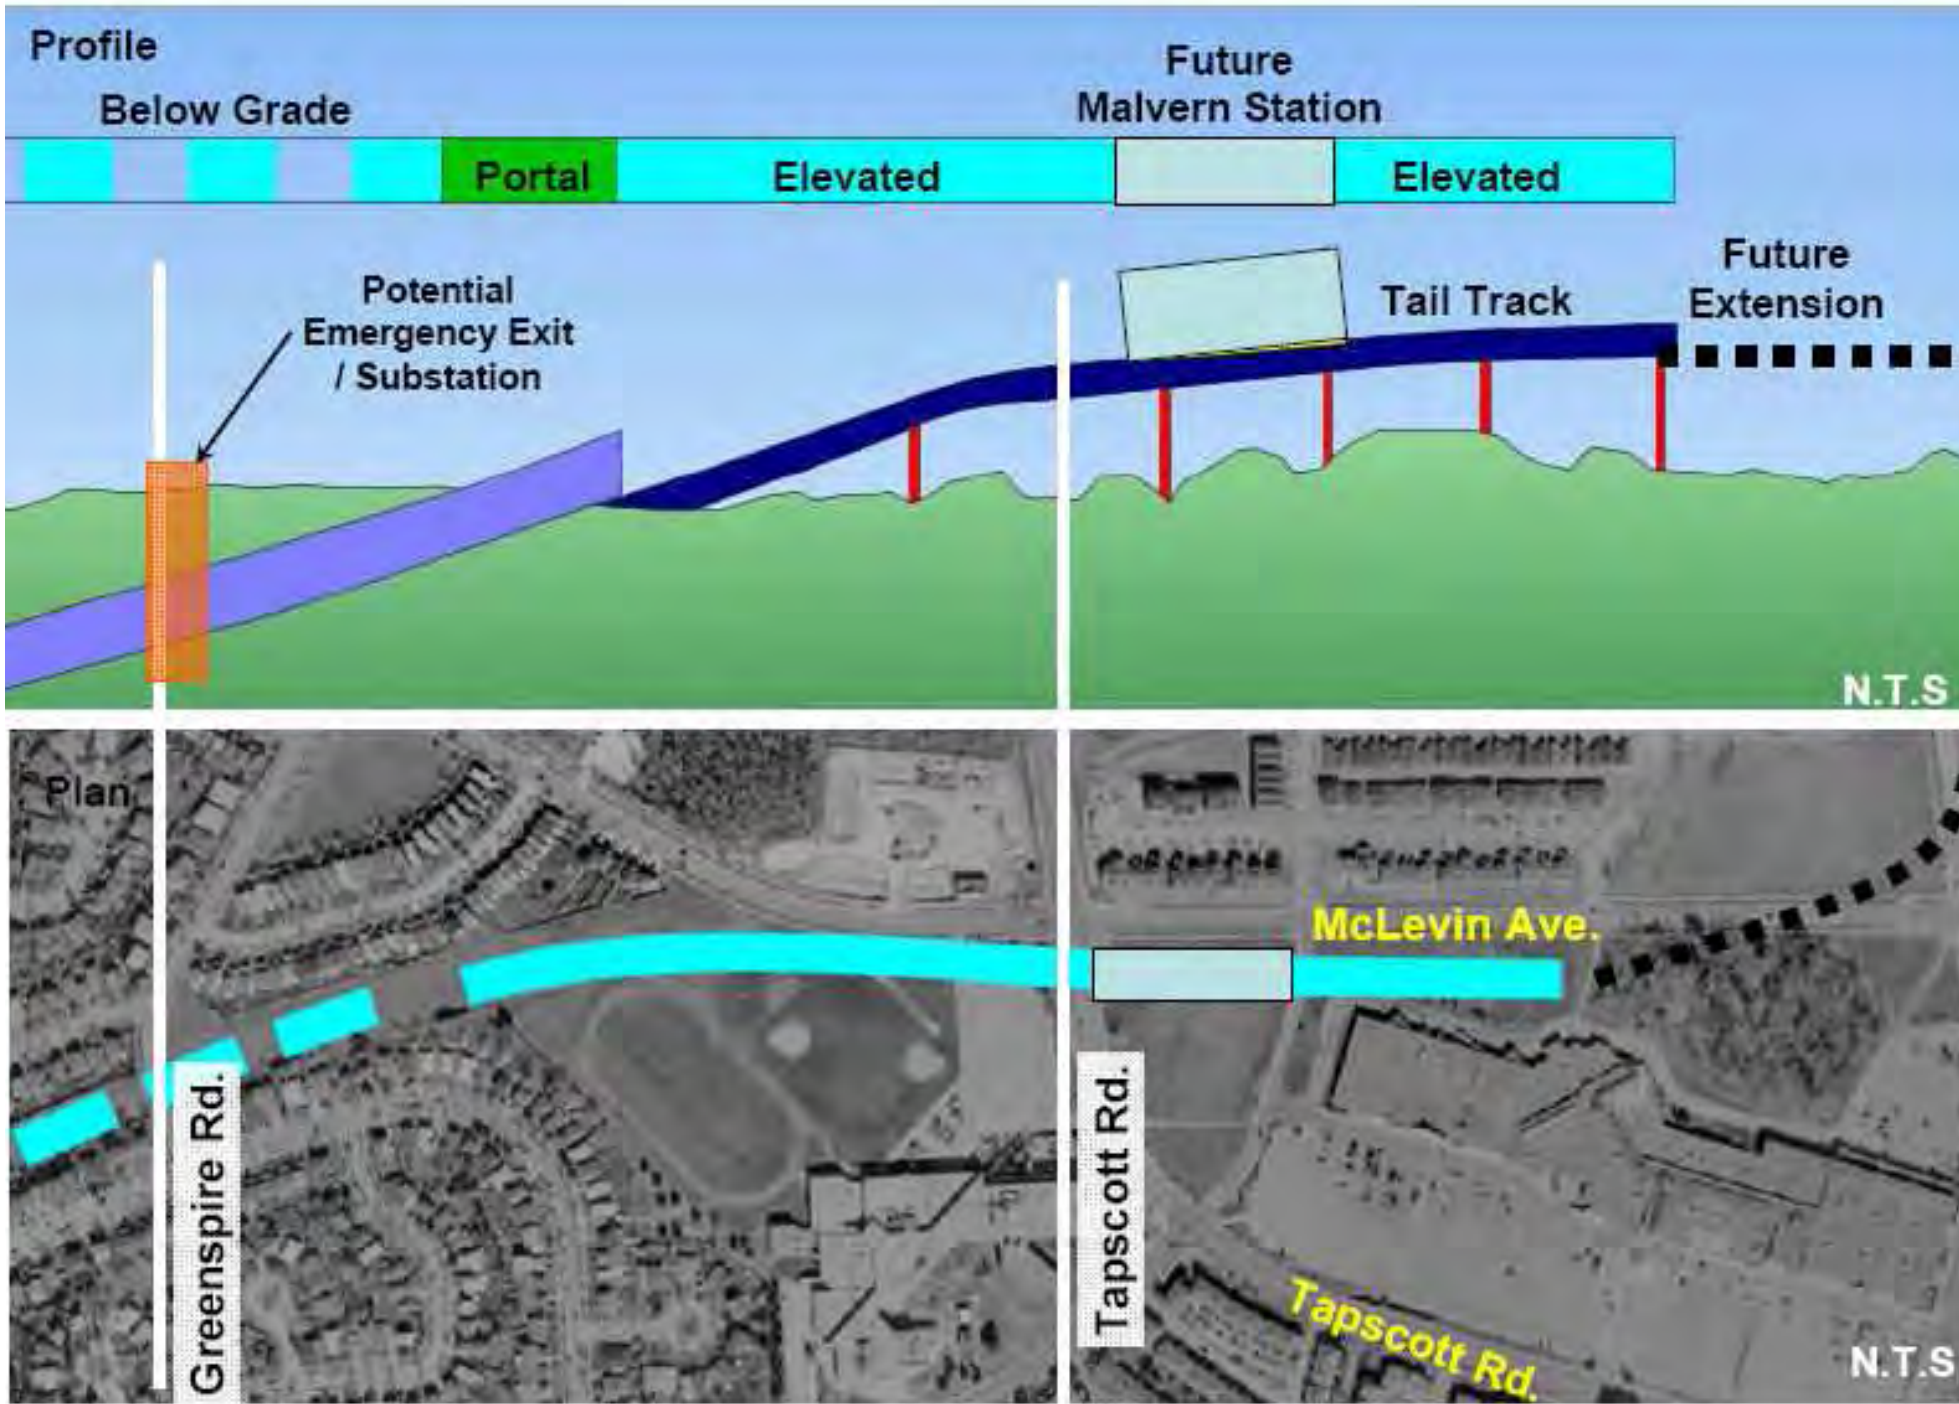 Profile
Below Grade
Future
Malvern Station
Portal
Elevated
Elevated
Potential
Emergency Exit
/ Substation
Tail Track
Future
Extension
N.T.S
Plan
McLevin Ave.
Greenspire Rd.
Tapscott Rd.
Tapscott Rd.
N.T.S